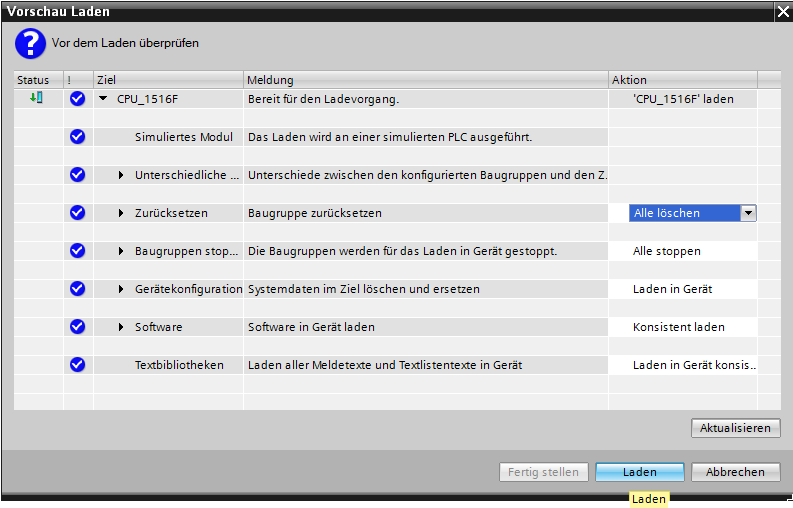 Vorschau Laden
Vor dem Laden überprüfen
Status ! Ziel Meldung Aktion
CPU_1516F Bereit für den Ladevorgang. 'CPU_1516F' laden
Simuliertes Modul Das Laden wird an einer simulierten PLC ausgeführt.
Unterschiedliche ... Unterschiede zwischen den konfigurierten Baugruppen und den Z.
Zurücksetzen Baugruppe zurücksetzen Alle löschen
Baugruppen stop... Die Baugruppen werden für das Laden in Gerät gestoppt. Alle stoppen
Gerätekonfiguration Systemdaten im Ziel löschen und ersetzen Laden in Gerät
Software Software in Gerät laden Konsistent laden
Textbibliotheken Laden aller Meldetexte und Textlistentexte in Gerät Laden in Gerät konsis..
Aktualisieren
Fertig stellen Laden Abbrechen
Laden